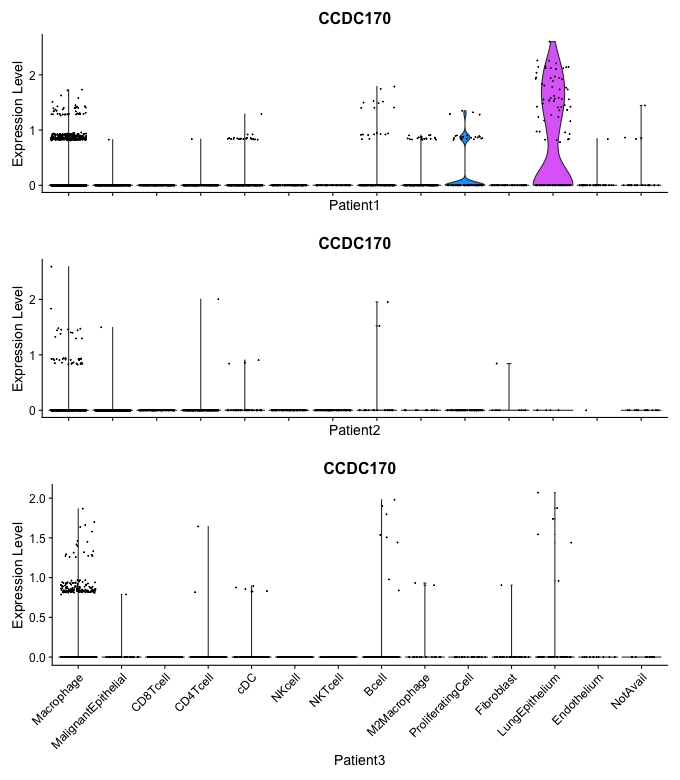 CCDC170
Expression Level
2
1
0
Patient1
CCDC170
Expression Level
2
1
0
Patient2
CCDC170
Expression Level
2.0
1.5
1.0
0.5
0.0
Macrophage
MalignantEpithelial
CD8Tcell
CD4Tcell
cDC
NKcell
NKTcell
Bcell
M2Macrophage
ProliferatingCell
Fibroblast
LungEpithelium
Endothelium
NotAvail
Patient3